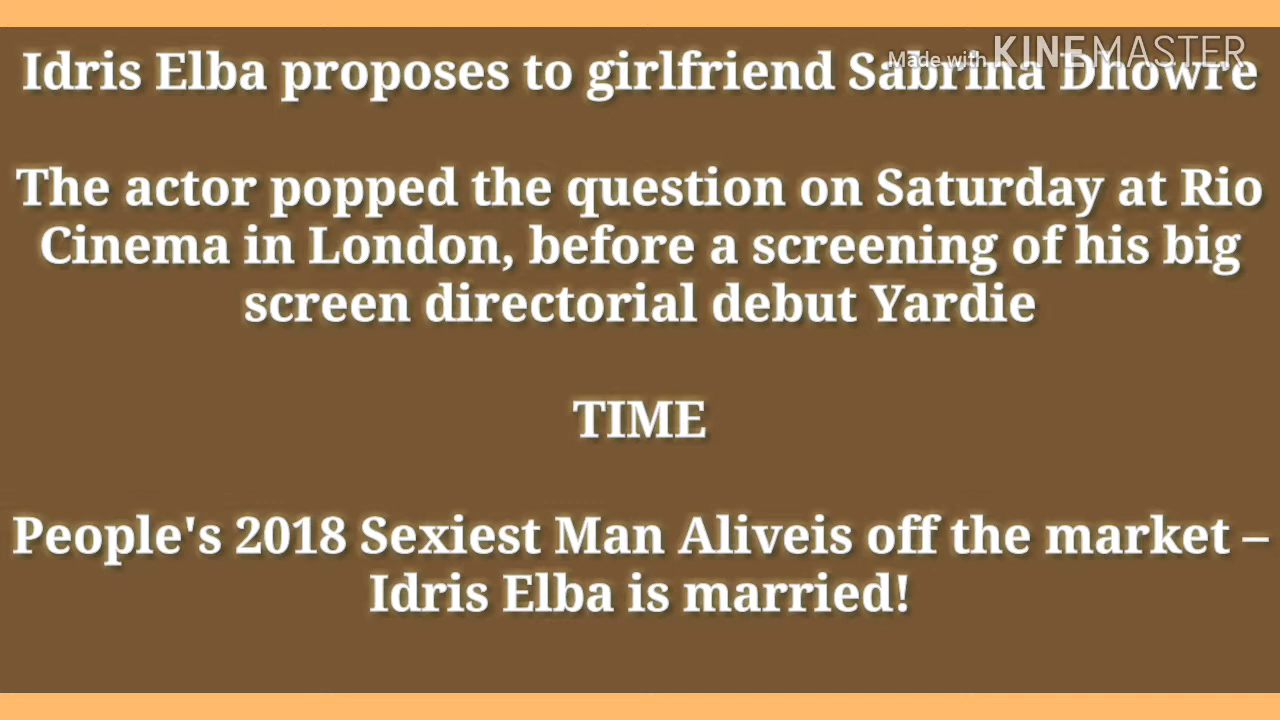 Made with KINEMASTER
Idris Elba proposes to girlfriend Sabrina Dhowre
The actor popped the question on Saturday at Rio
Cinema in London, before a screening of his big
screen directorial debut Yardie
TIME
People's 2018 Sexiest Man Aliveis off the market –
Idris Elba is married!